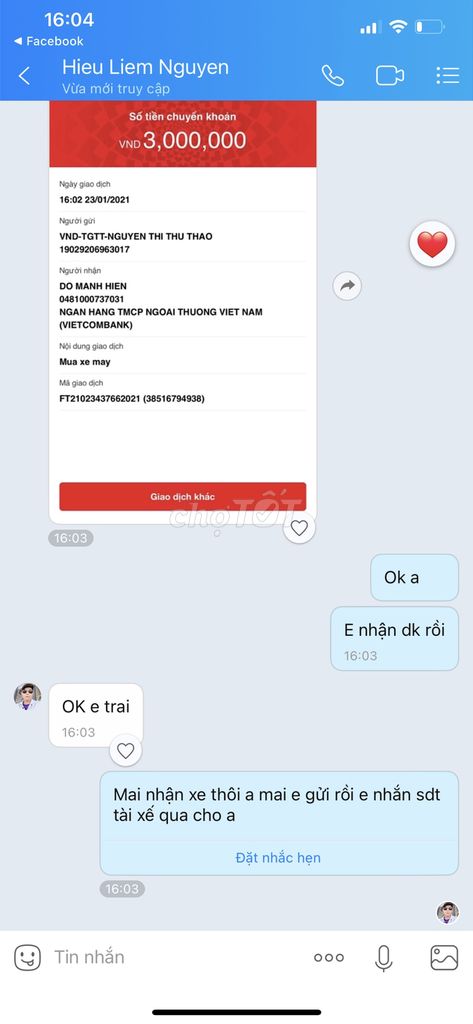 16:04
Facebook
Hieu Liem Nguyen
Vừa mới truy cập
Số tiền chuyển khoản
VND 3,000,000
Ngày giao dịch
16:02 23/01/2021
Người gửi
VND-TGTT-NGUYEN THI THU THAO
19029206963017
Người nhận
DO MANH HIEN
0481000737031
NGAN HANG TMCP NGOAI THUONG VIET NAM
(VIETCOMBANK)
Nội dung giao dịch
Mua xe may
Mã giao dịch
FT21023437662021 (38516794938)
Giao dịch khác
chợTỐT
16:03
Ok a
E nhận dk rồi
16:03
OK e trai
16:03
Mai nhận xe thôi a mai e gửi rồi e nhắn sdt
tài xế qua cho a
Đặt nhắc hẹn
16:03
Tin nhắn